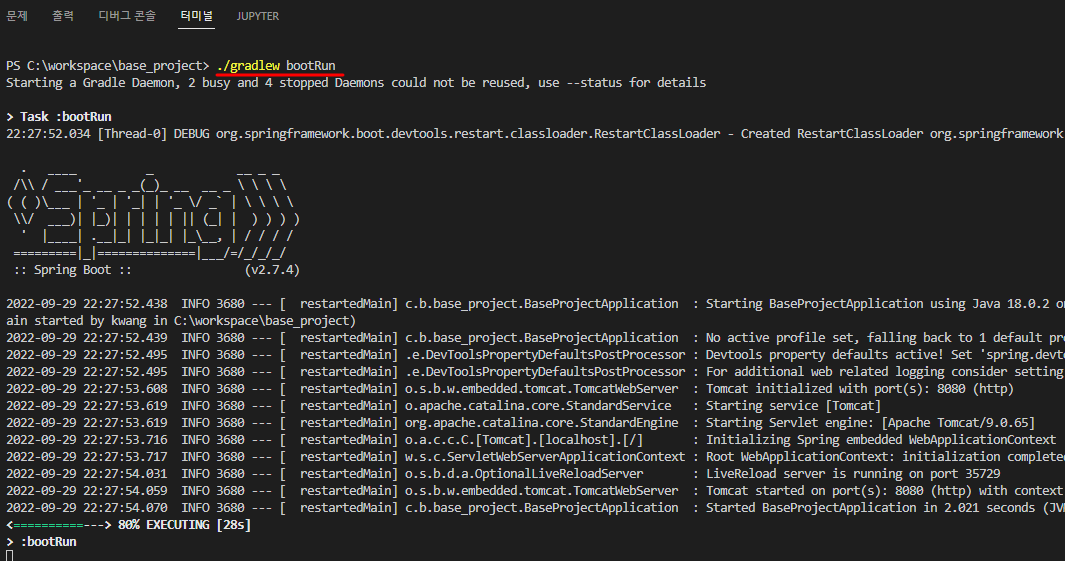 문제 출력 디버그 콘솔 터미널 JUPYTER
PS C:\workspace\base_project> ./gradlew bootRun
Starting a Gradle Daemon, 2 busy and 4 stopped Daemons could not be reused, use --status for details
> Task :bootRun
22:27:52.034 [Thread-0] DEBUG org.springframework.boot.devtools.restart.classloader.RestartClassLoader - Created RestartClassLoader org.springframework
  .   ____          _            __ _ _
 /\\ / ___'_ __ _ _(_)_ __  __ _ \ \ \ \
( ( )\___ | '_ | '_| | '_ \/ _` | \ \ \ \
 \\/  ___)| |_)| | | | | || (_| |  ) ) ) )
  '  |____| .__|_| |_|_| |_\__, | / / / /
 =========|_|==============|___/=/_/_/_/
 :: Spring Boot ::                (v2.7.4)
2022-09-29 22:27:52.438  INFO 3680 --- [  restartedMain] c.b.base_project.BaseProjectApplication  : Starting BaseProjectApplication using Java 18.0.2 on
ain started by kwang in C:\workspace\base_project)
2022-09-29 22:27:52.439  INFO 3680 --- [  restartedMain] c.b.base_project.BaseProjectApplication  : No active profile set, falling back to 1 default pr
2022-09-29 22:27:52.495  INFO 3680 --- [  restartedMain] .e.DevToolsPropertyDefaultsPostProcessor : Devtools property defaults active! Set 'spring.devt
2022-09-29 22:27:52.495  INFO 3680 --- [  restartedMain] .e.DevToolsPropertyDefaultsPostProcessor : For additional web related logging consider setting
2022-09-29 22:27:53.608  INFO 3680 --- [  restartedMain] o.s.b.w.embedded.tomcat.TomcatWebServer  : Tomcat initialized with port(s): 8080 (http)
2022-09-29 22:27:53.619  INFO 3680 --- [  restartedMain] o.apache.catalina.core.StandardService   : Starting service [Tomcat]
2022-09-29 22:27:53.619  INFO 3680 --- [  restartedMain] org.apache.catalina.core.StandardEngine  : Starting Servlet engine: [Apache Tomcat/9.0.65]
2022-09-29 22:27:53.716  INFO 3680 --- [  restartedMain] o.a.c.c.C.[Tomcat].[localhost].[/]       : Initializing Spring embedded WebApplicationContext
2022-09-29 22:27:53.717  INFO 3680 --- [  restartedMain] w.s.c.ServletWebServerApplicationContext : Root WebApplicationContext: initialization completed
2022-09-29 22:27:54.031  INFO 3680 --- [  restartedMain] o.s.b.d.a.OptionalLiveReloadServer       : LiveReload server is running on port 35729
2022-09-29 22:27:54.059  INFO 3680 --- [  restartedMain] o.s.b.w.embedded.tomcat.TomcatWebServer  : Tomcat started on port(s): 8080 (http) with context
2022-09-29 22:27:54.070  INFO 3680 --- [  restartedMain] c.b.base_project.BaseProjectApplication  : Started BaseProjectApplication in 2.021 seconds (JV
<==========---> 80% EXECUTING [28s]
> :bootRun